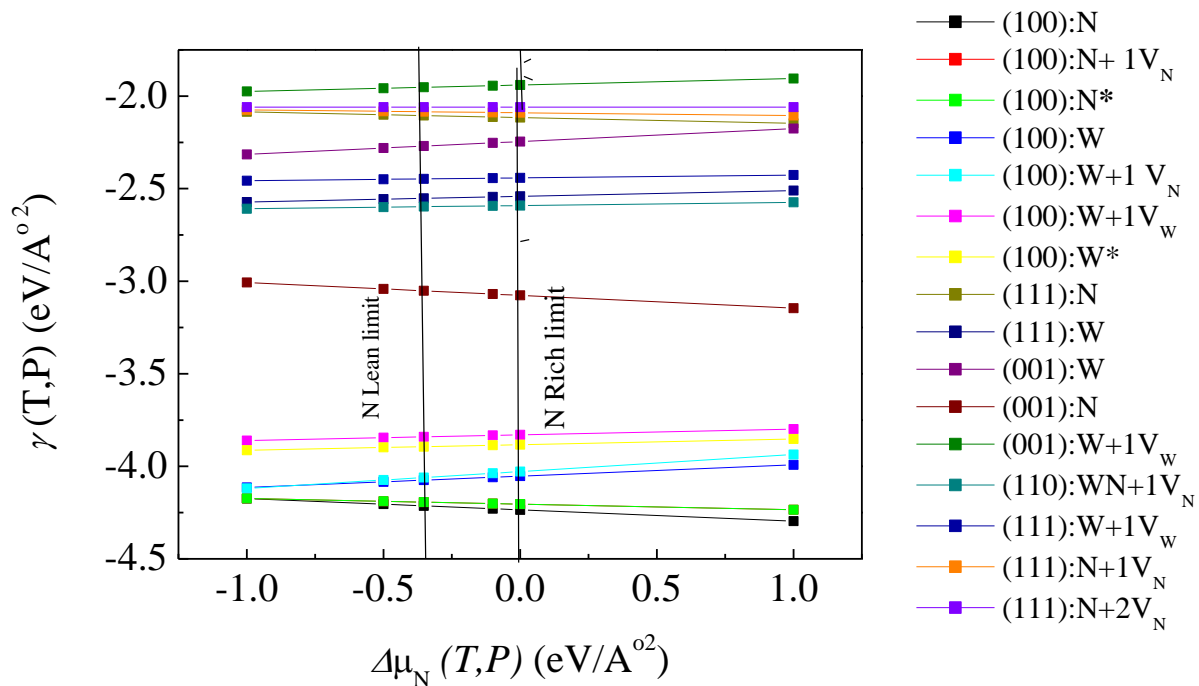 (100):N
(100):N+ 1V_N
(100):N*
(100):W
(100):W+1 V_N
(100):W+1V_W
(100):W*
(111):N
(111):W
(001):W
(001):N
(001):W+1V_W
(110):WN+1V_N
(111):W+1V_W
(111):N+1V_N
(111):N+2V_N
γ (T,P) (eV/A^o 2)
-2.0
-2.5
-3.0
-3.5
-4.0
-4.5
N Lean limit
N Rich limit
-1.0 -0.5 0.0 0.5 1.0
Δμ_N (T,P) (eV/A^o2)